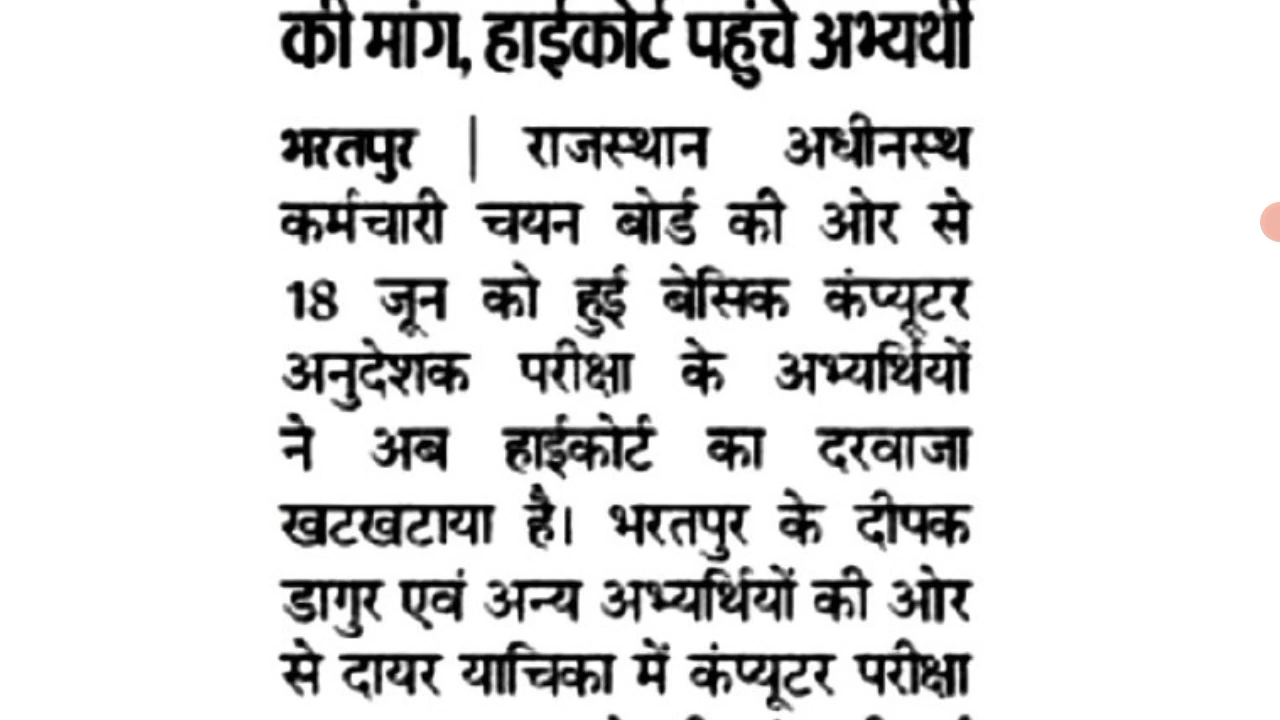 की मांग, हाईकोर्ट पहुंचे अभ्यर्थी
भरतपुर | राजस्थान अधीनस्थ
कर्मचारी चयन बोर्ड की ओर से
18 जून को हुई बेसिक कंप्यूटर
अनुदेशक परीक्षा के अभ्यर्थियों
ने अब हाईकोर्ट का दरवाजा
खटखटाया है। भरतपुर के दीपक
डागुर एवं अन्य अभ्यर्थियों की ओर
से दायर याचिका में कंप्यूटर परीक्षा